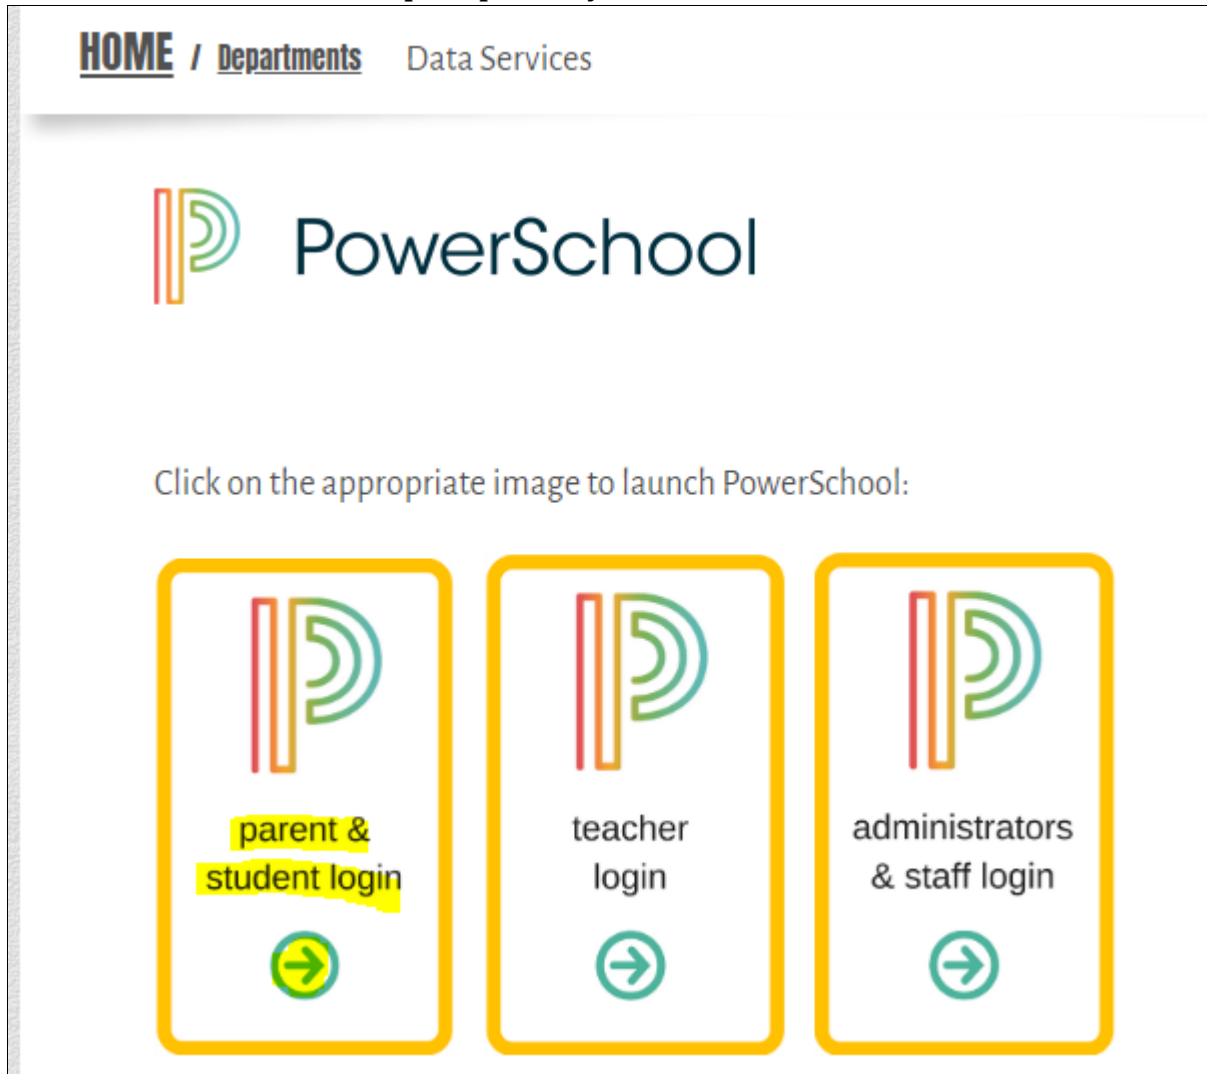 HOME / Departments Data Services
PowerSchool
Click on the appropriate image to launch PowerSchool:
parent &
student login
teacher
login
administrators
& staff login